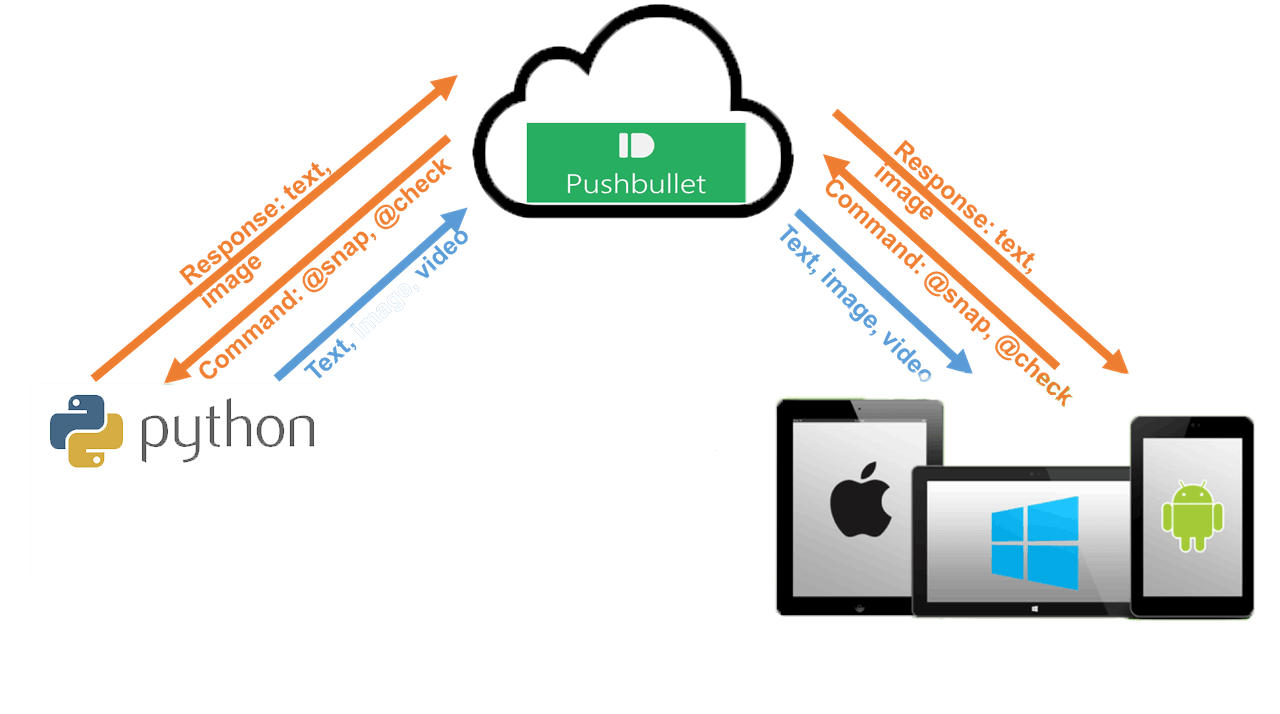 Pushbullet
Response: text,
image
Command: @snap, @check
Text, image, video
Response: text,
image
Command: @snap, @check
Text, image, video
python